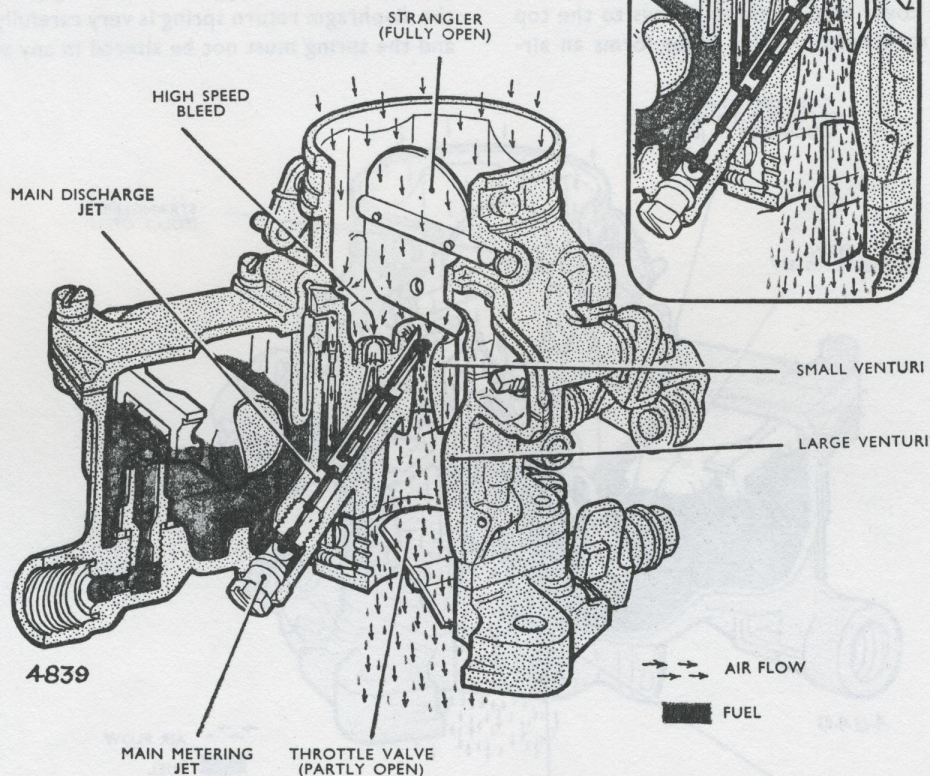 STRANGLER
(FULLY OPEN)
HIGH SPEED
BLEED
MAIN DISCHARGE
JET
SMALL VENTURI
LARGE VENTURI
4839
AIR FLOW
FUEL
MAIN METERING
JET
THROTTLE VALVE
(PARTLY OPEN)